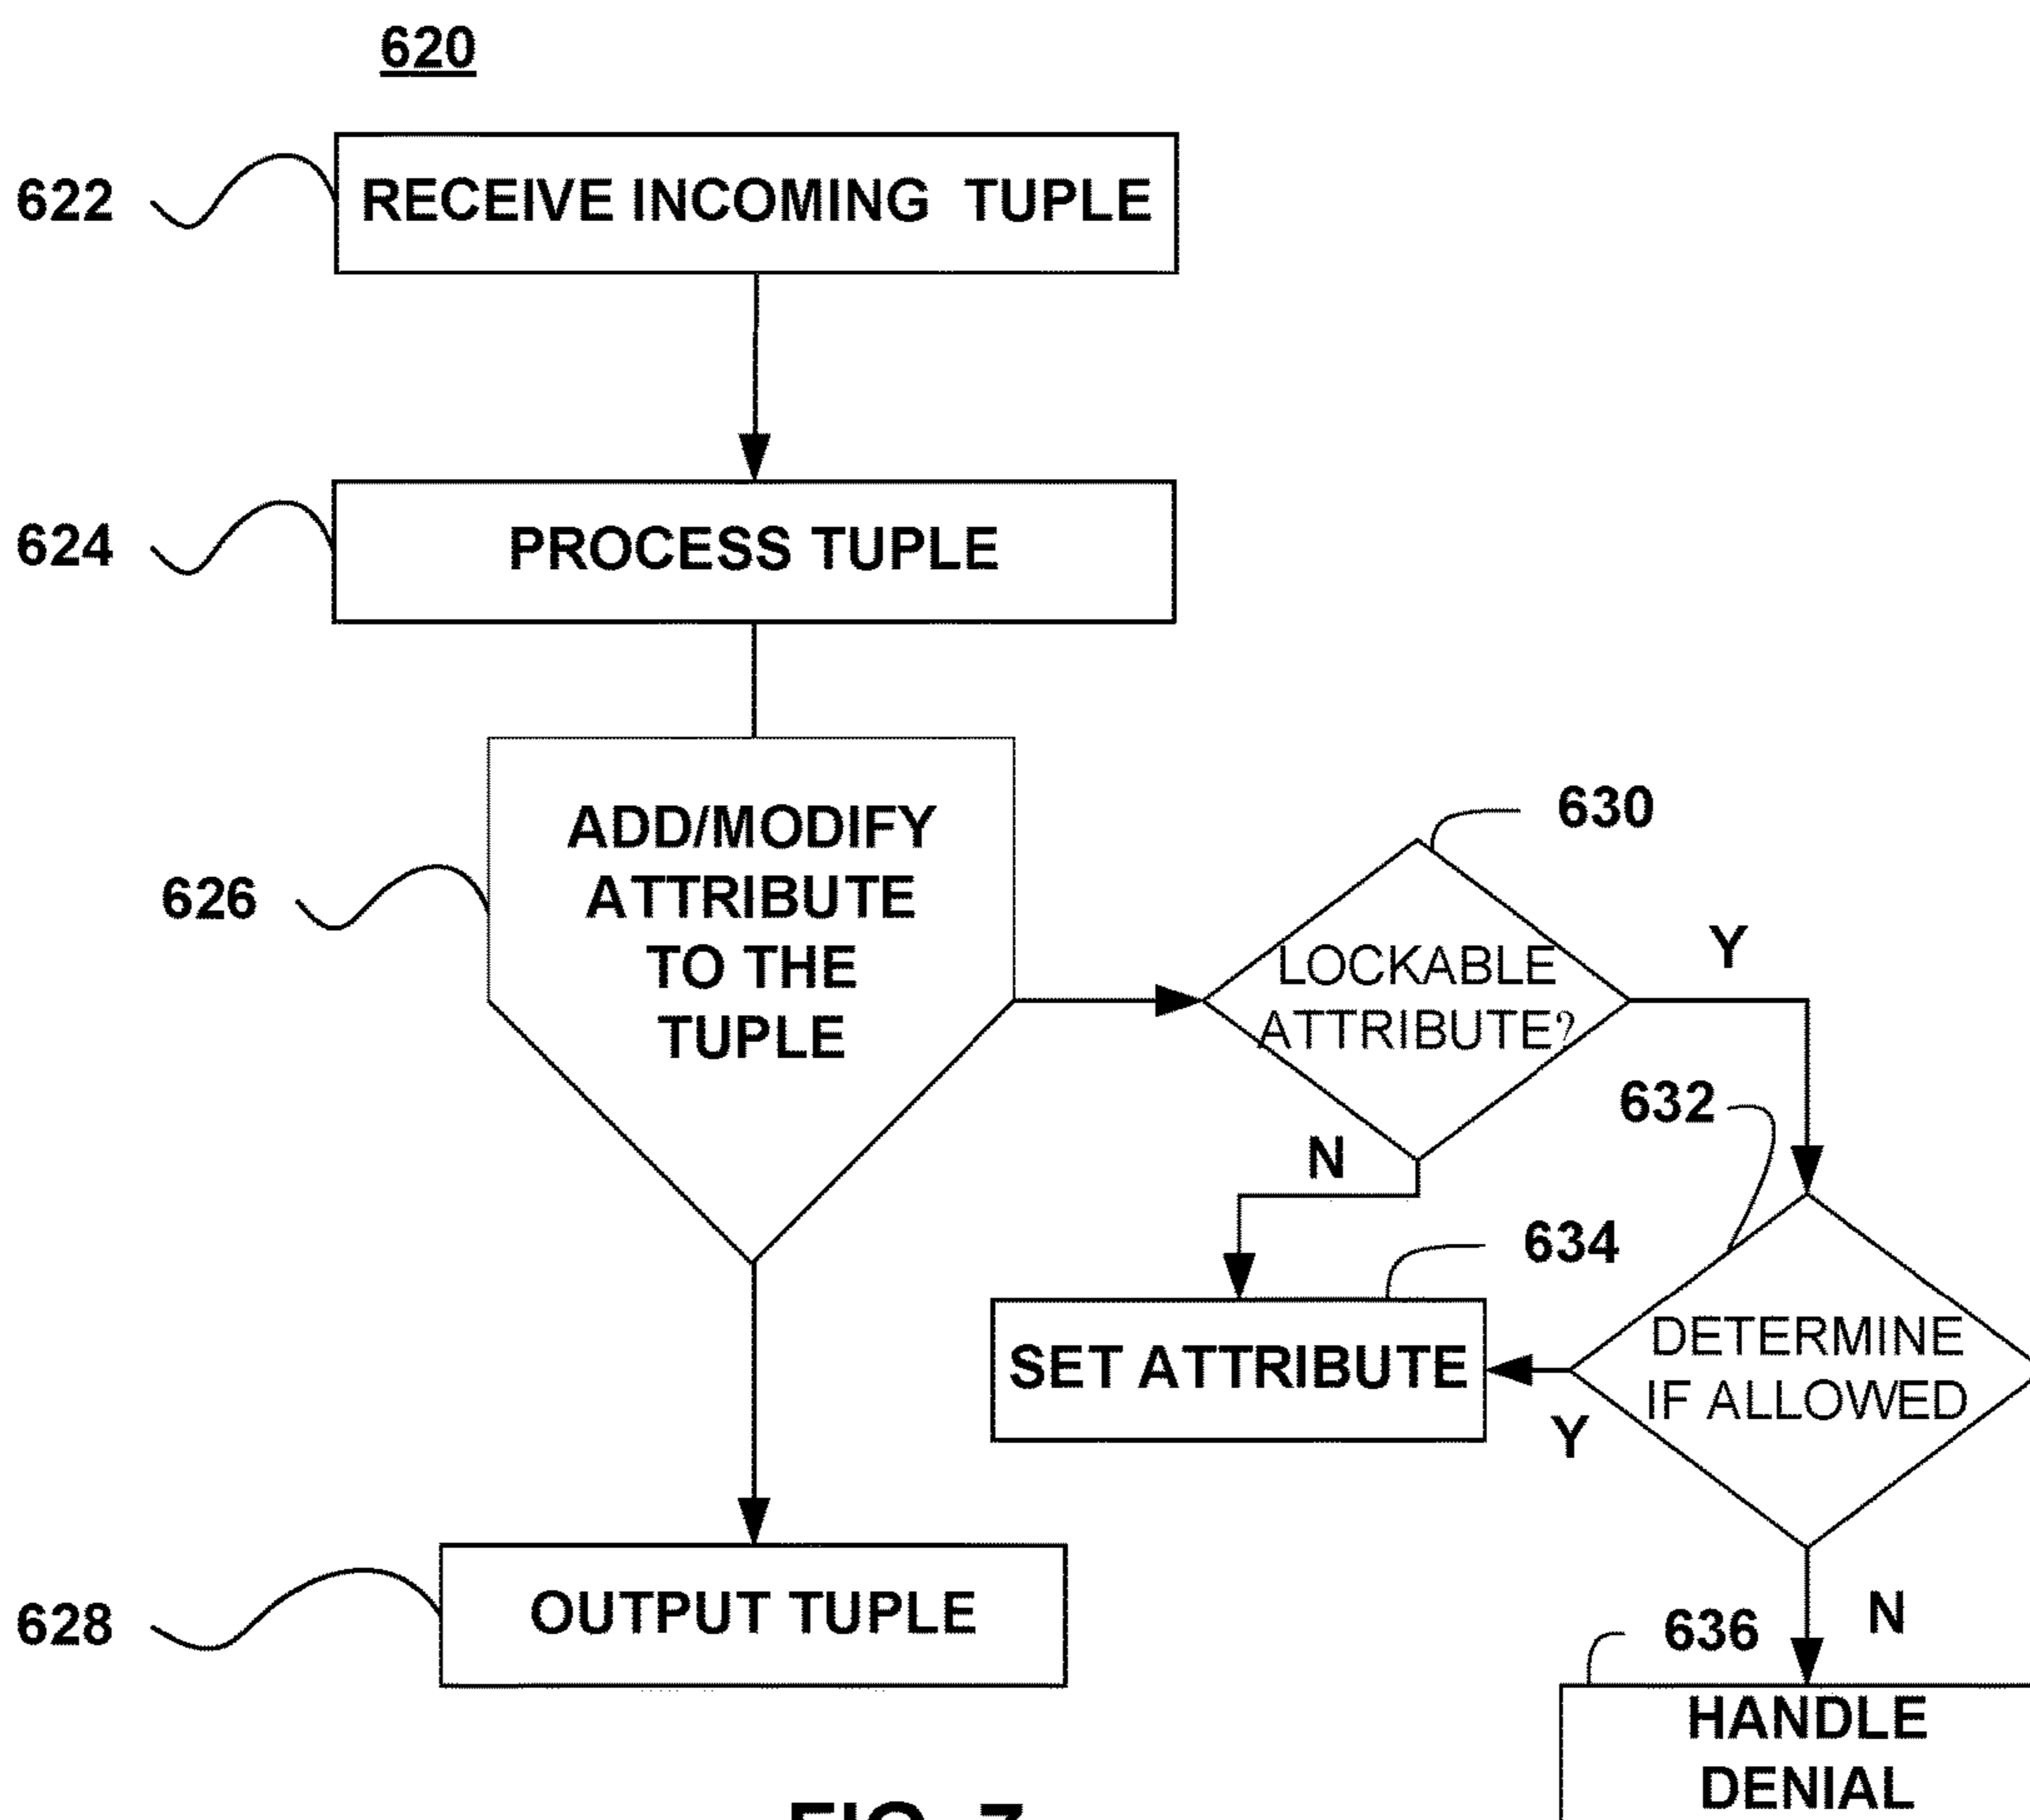 620
622
RECEIVE INCOMING TUPLE
624
PROCESS TUPLE
626
ADD/MODIFY
ATTRIBUTE
TO THE
TUPLE
630
LOCKABLE
ATTRIBUTE?
Y
N
632
634
SET ATTRIBUTE
DETERMINE
IF ALLOWED
Y
N
628
OUTPUT TUPLE
636
HANDLE
DENIAL